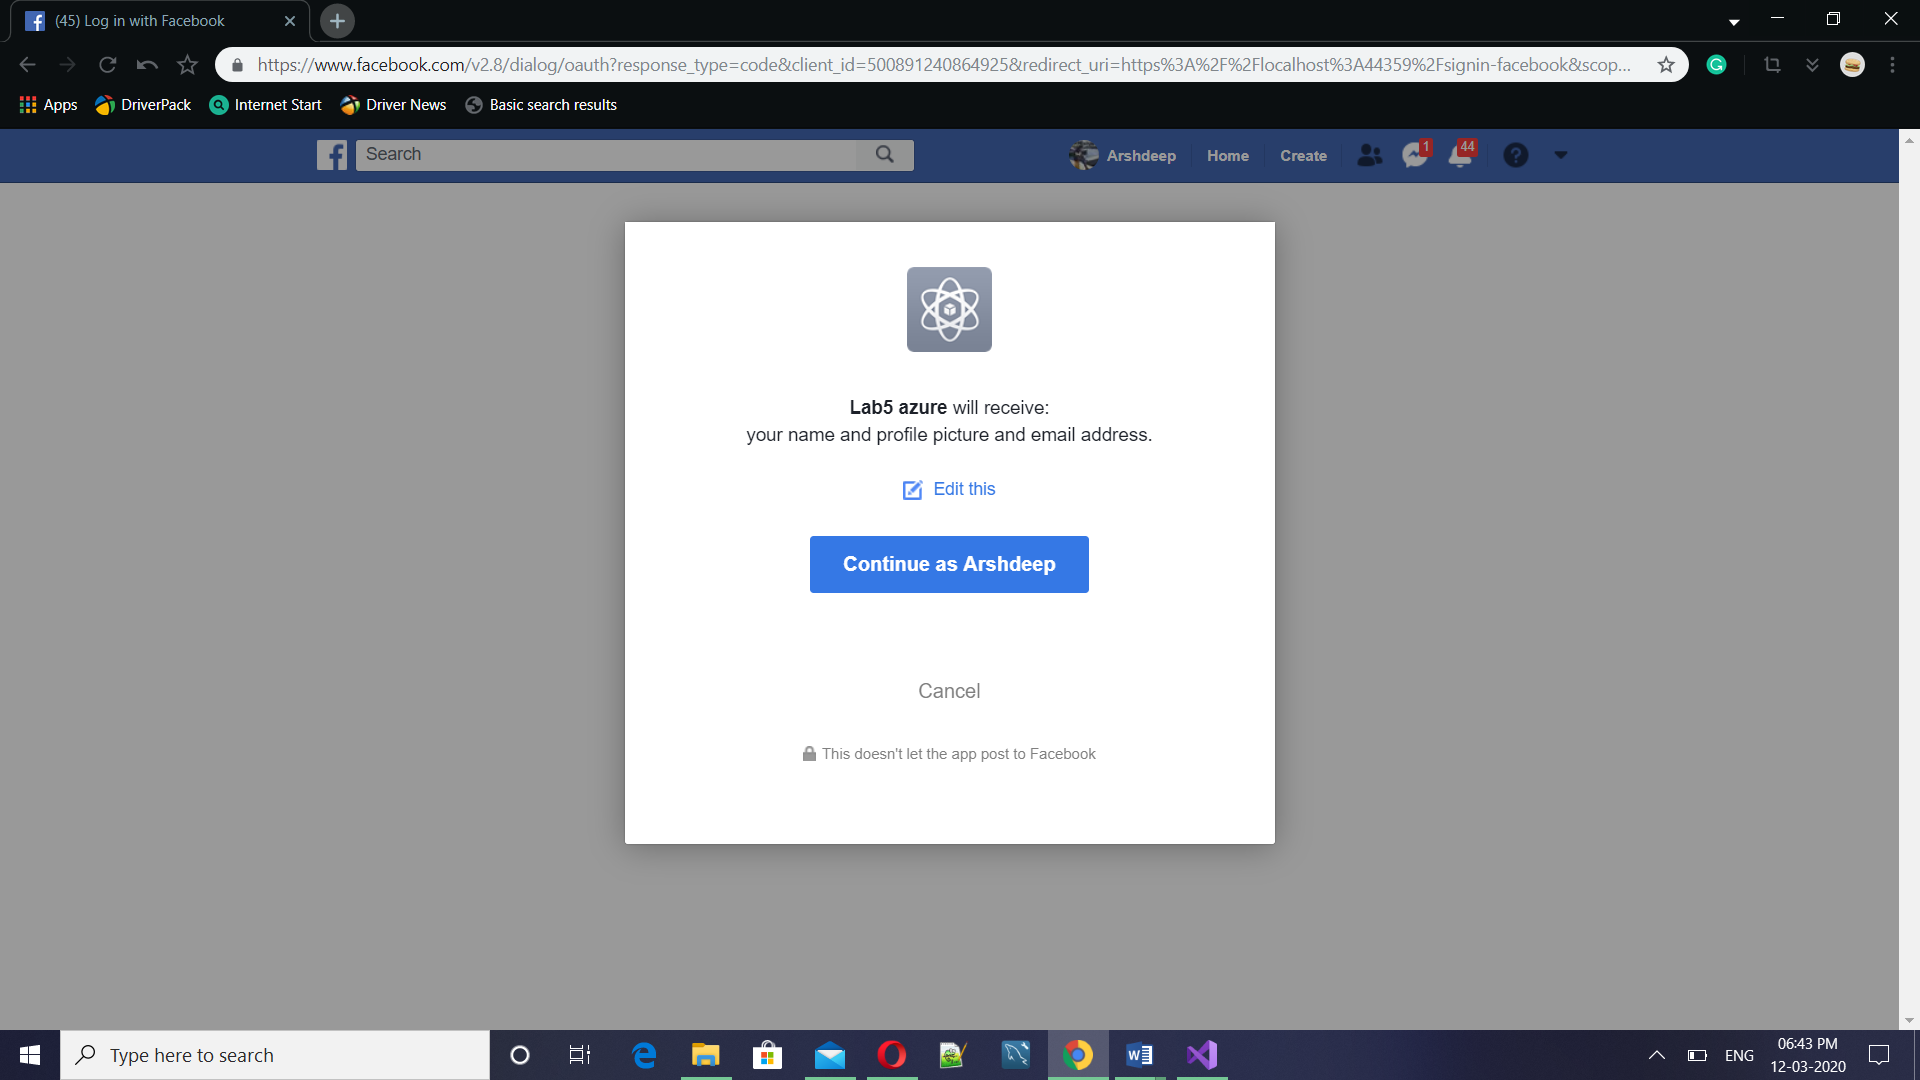 (45) Log in with Facebook
https://www.facebook.com/v2.8/dialog/oauth?response_type=code&client_id=500891240864925&redirect_uri=https%3A%2F%2Flocalhost%3A44359%2Fsignin-facebook&scop...
Apps DriverPack Internet Start Driver News Basic search results
Search Arshdeep Home Create 1 44
Lab5 azure will receive:
your name and profile picture and email address.
Edit this
Continue as Arshdeep
Cancel
This doesn't let the app post to Facebook
Type here to search ENG 06:43 PM
12-03-2020